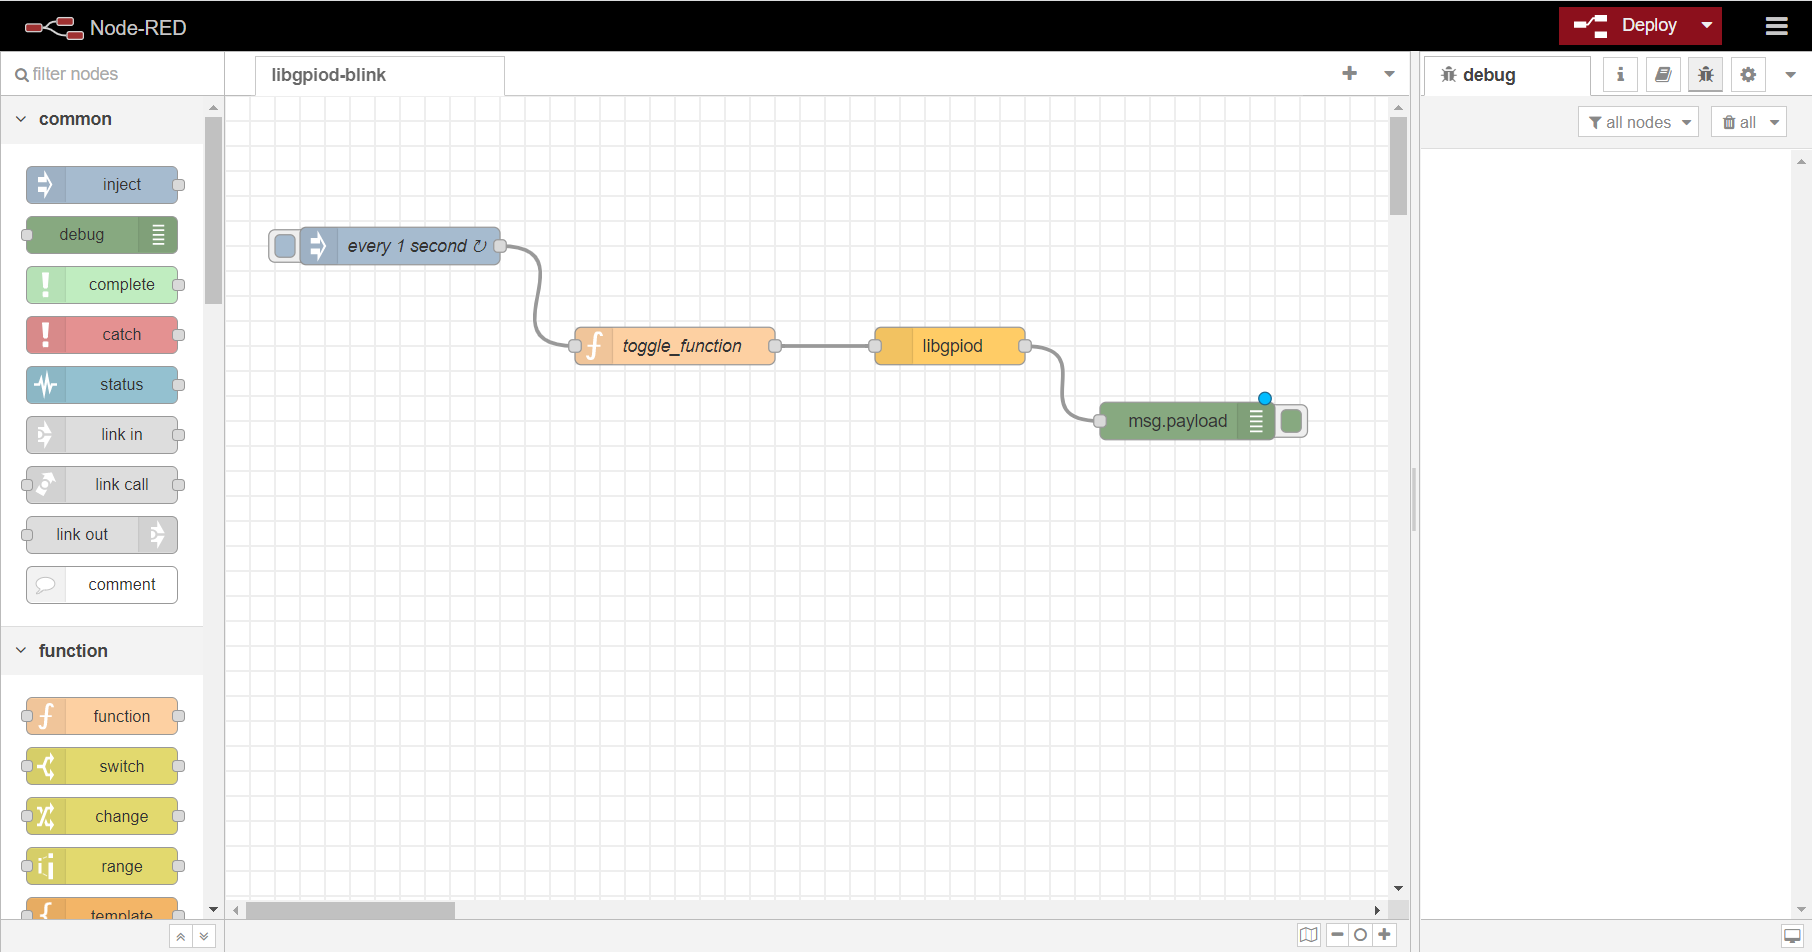 Node-RED
Deploy
filter nodes
libgpiod-blink
debug
all nodes
all
common
inject
debug
complete
catch
status
link in
link call
link out
comment
function
function
switch
change
range
template
every 1 second ↻
toggle_function
libgpiod
msg.payload